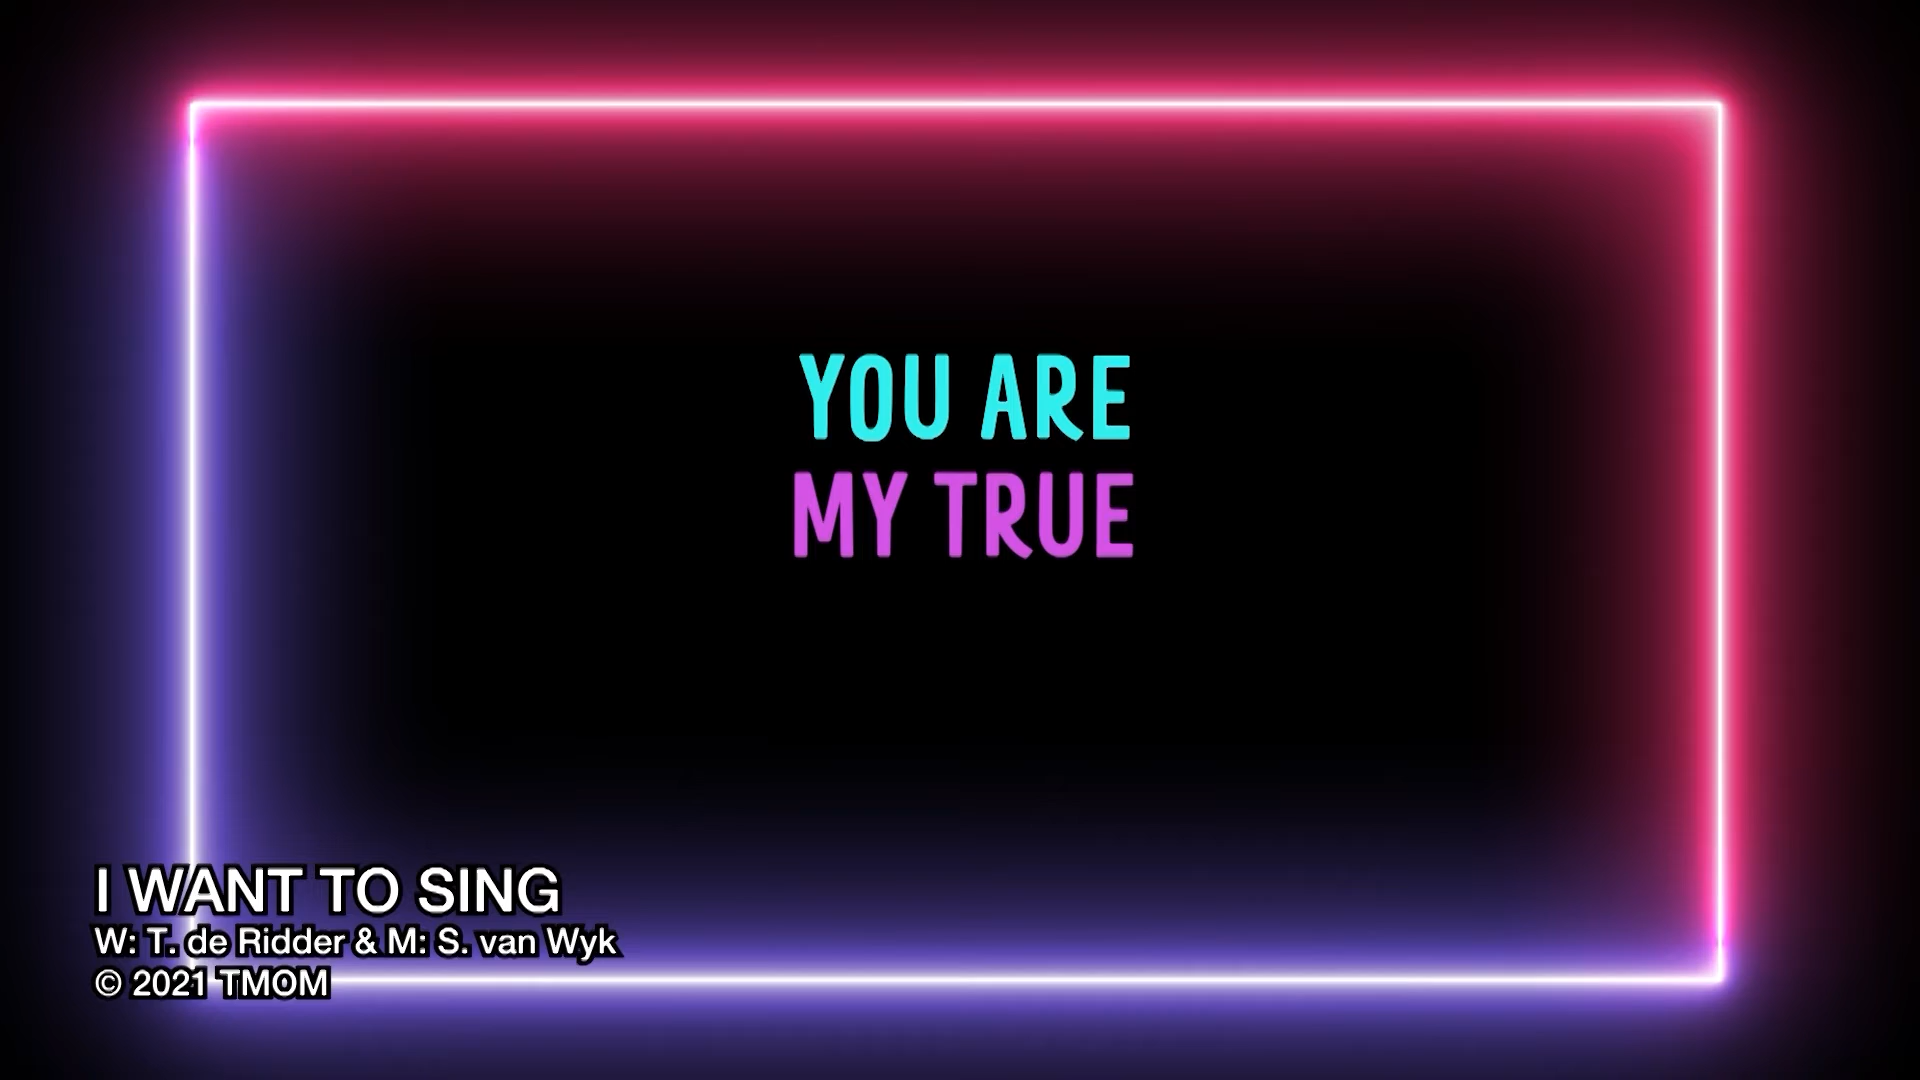 YOU ARE
MY TRUE
I WANT TO SING
W: T. de Ridder & M: S. van Wyk
© 2021 TMOM